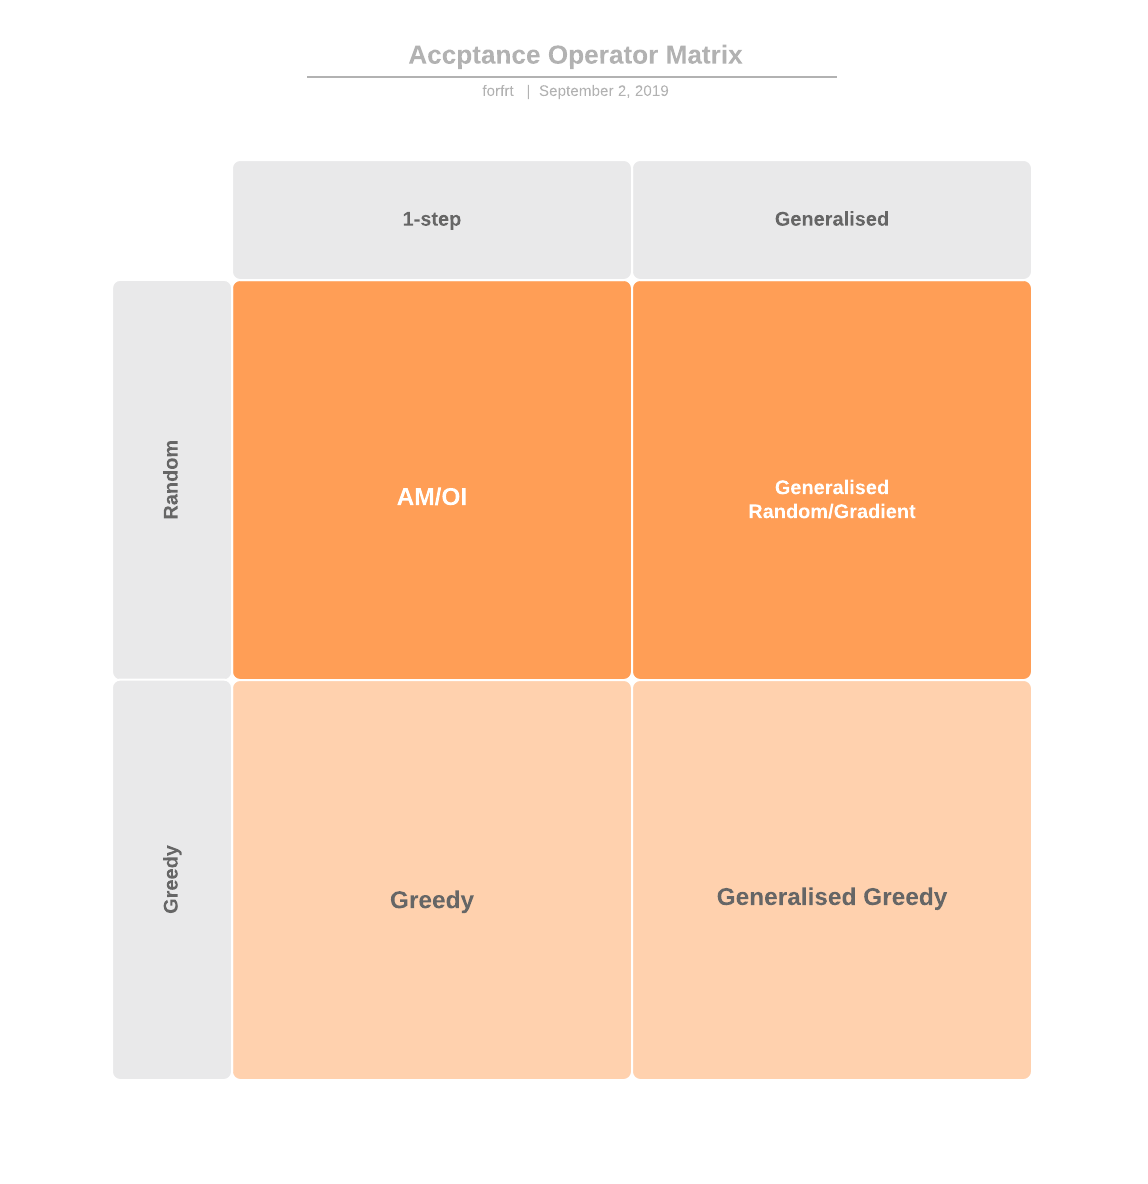 Accptance Operator Matrix
forfrt | September 2, 2019
1-step
Generalised
Random
AM/OI
Generalised
Random/Gradient
Greedy
Greedy
Generalised Greedy